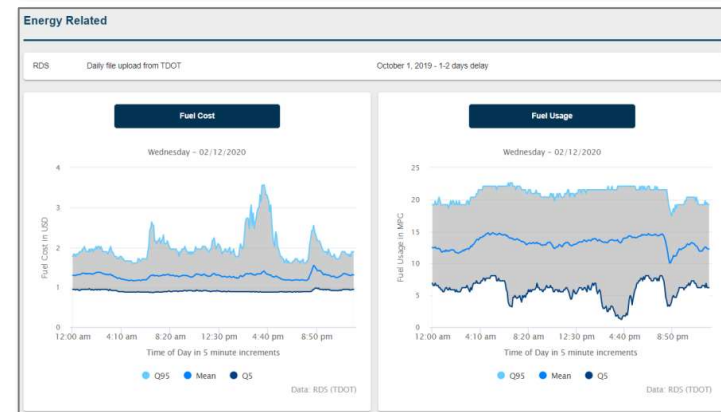 Energy Related
RDS Daily file upload from TDOT October 1, 2019 - 1-2 days delay
Fuel Cost
Wednesday - 02/12/2020
4
3
2
1
0
Fuel Cost in USD
12:00 am 4:10 am 8:20 am 12:30 pm 4:40 pm 8:50 pm
Time of Day in 5 minute increments
Q95 Mean Q5
Data: RDS (TDOT)
Fuel Usage
Wednesday - 02/12/2020
25
20
15
10
5
0
Fuel Usage in MPG
12:00 am 4:10 am 8:20 am 12:30 pm 4:40 pm 8:50 pm
Time of Day in 5 minute increments
Q95 Mean Q5
Data: RDS (TDOT)